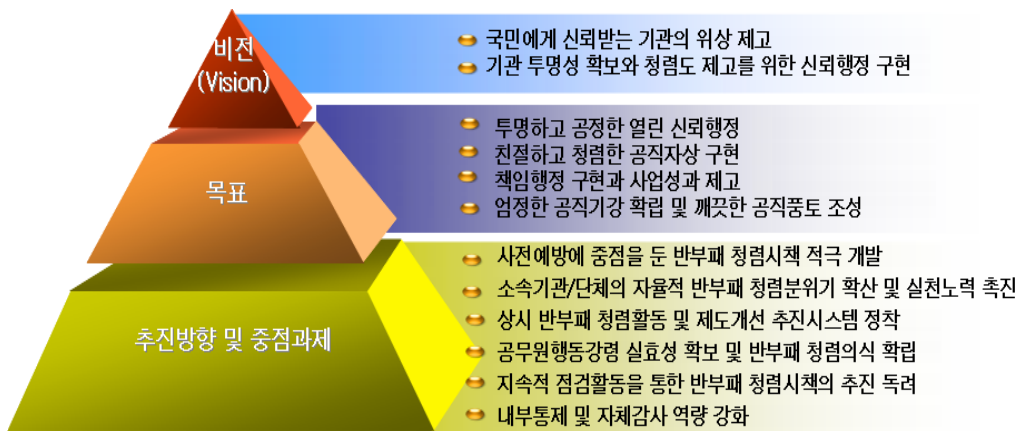 비전
(Vision)
국민에게 신뢰받는 기관의 위상 제고
기관 투명성 확보와 청렴도 제고를 위한 신뢰행정 구현
목표
투명하고 공정한 열린 신뢰행정
친절하고 청렴한 공직자상 구현
책임행정 구현과 사업성과 제고
엄정한 공직기강 확립 및 깨끗한 공직풍토 조성
추진방향 및 중점과제
사전예방에 중점을 둔 반부패 청렴시책 적극 개발
소속기관/단체의 자율적 반부패 청렴분위기 확산 및 실천노력 촉진
상시 반부패 청렴활동 및 제도개선 추진시스템 정착
공무원행동강령 실효성 확보 및 반부패 청렴의식 확립
지속적 점검활동을 통한 반부패 청렴시책의 추진 독려
내부통제 및 자체감사 역량 강화